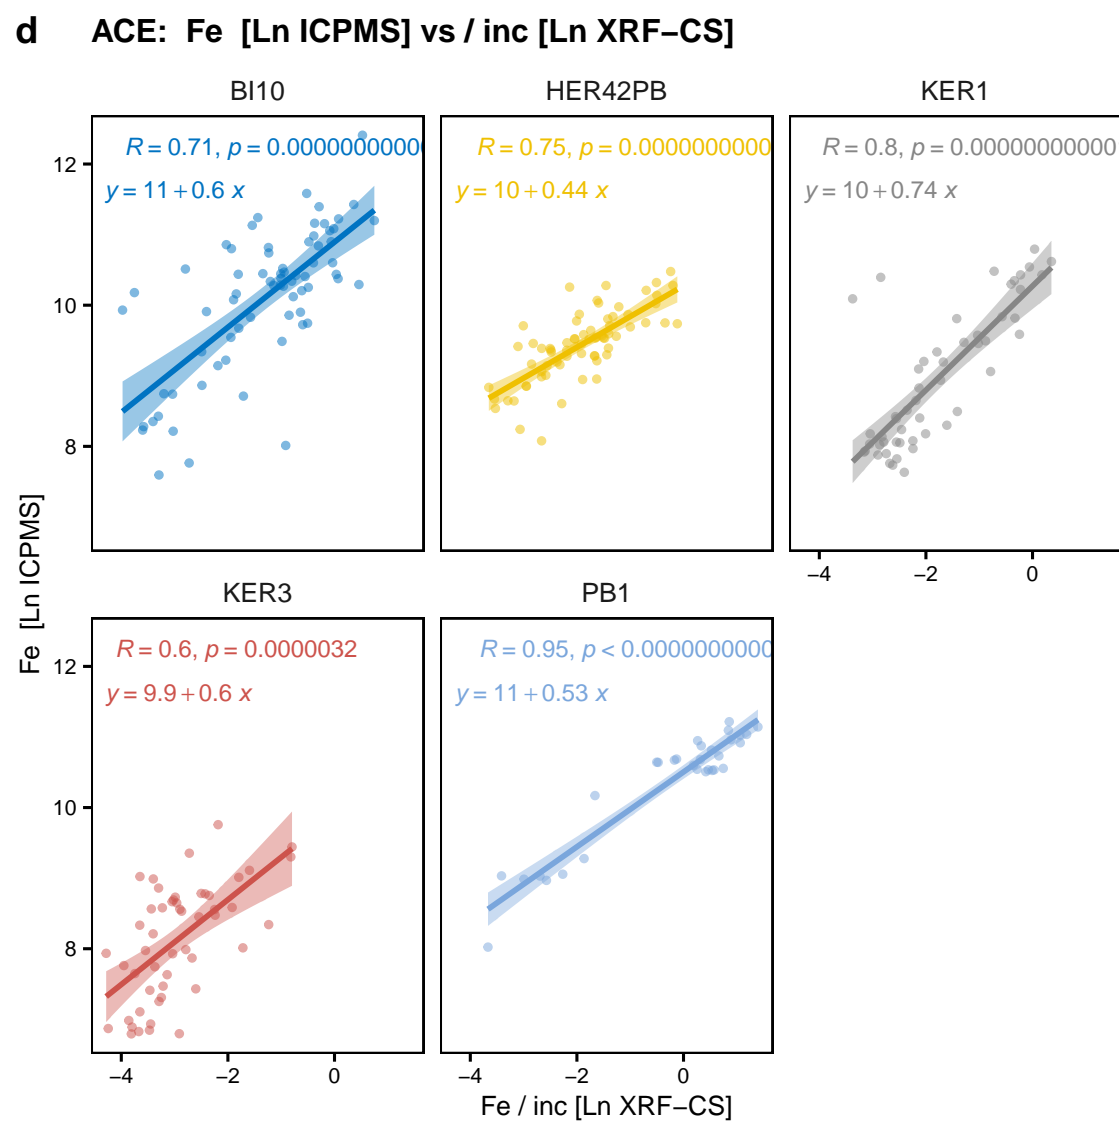 d ACE: Fe [Ln ICPMS] vs / inc [Ln XRF−CS]
BI10 HER42PB KER1
R = 0.71, p = 0.0000000000 R = 0.75, p = 0.0000000000 R = 0.8, p = 0.00000000000
y = 11 + 0.6 x y = 10 + 0.44 x y = 10 + 0.74 x
12
10
8
−4 −2 0
KER3 PB1
R = 0.6, p = 0.0000032 R = 0.95, p < 0.0000000000
y = 9.9 + 0.6 x y = 11 + 0.53 x
12
10
8
−4 −2 0 −4 −2 0
Fe [Ln ICPMS]
Fe / inc [Ln XRF−CS]